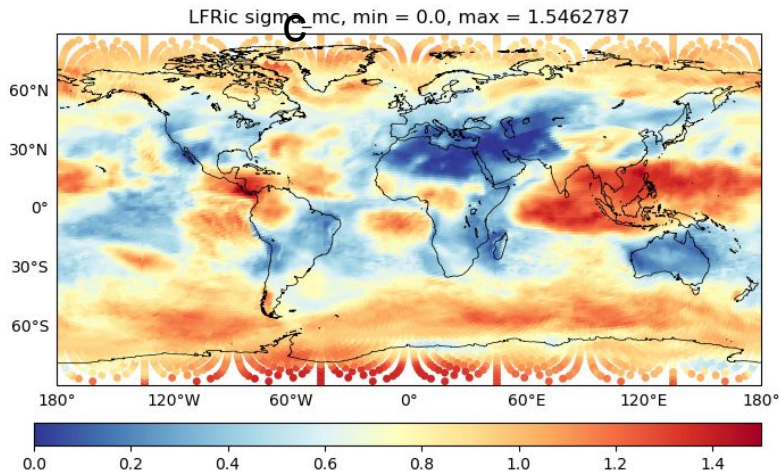 LFRic sigma_mc, min = 0.0, max = 1.5462787
C
60°N
30°N
0°
30°S
60°S
180° 120°W 60°W 0° 60°E 120°E 180°
0.0 0.2 0.4 0.6 0.8 1.0 1.2 1.4